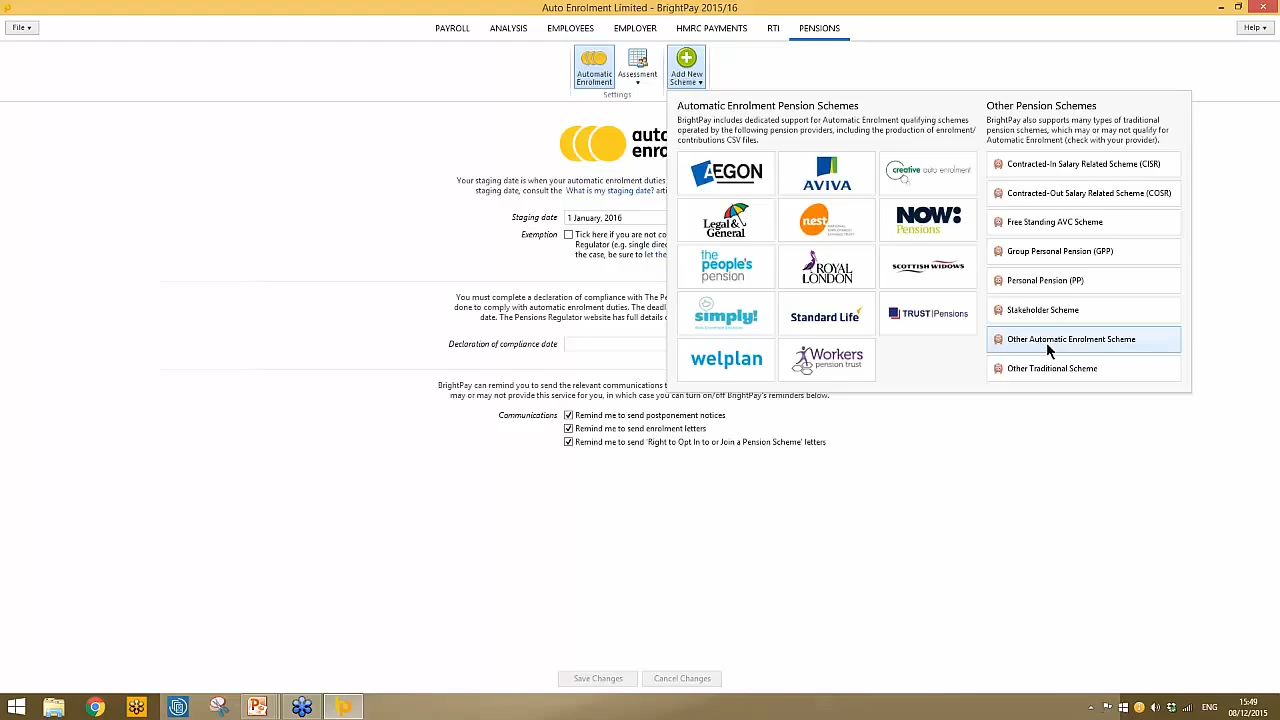 Auto Enrolment Limited - BrightPay 2015/16
File
PAYROLL ANALYSIS EMPLOYEES EMPLOYER HMRC PAYMENTS RTI PENSIONS
Help
Automatic Enrolment
Assessment
Add New Scheme
Settings
Automatic Enrolment Pension Schemes
BrightPay includes dedicated support for Automatic Enrolment qualifying schemes
operated by the following pension providers, including the production of enrolment/
contributions CSV files.
AEGON
AVIVA
creative auto enrolment
Legal & General
nest
NOW: Pensions
the people's pension
ROYAL LONDON
SCOTTISH WIDOWS
simply!
Standard Life
TRUST Pensions
welplan
Workers pension trust
Other Pension Schemes
BrightPay also supports many types of traditional
pension schemes, which may or may not qualify for
Automatic Enrolment (check with your provider).
Contracted-In Salary Related Scheme (CISR)
Contracted-Out Salary Related Scheme (COSR)
Free Standing AVC Scheme
Group Personal Pension (GPP)
Personal Pension (PP)
Stakeholder Scheme
Other Automatic Enrolment Scheme
Other Traditional Scheme
auto
enro
Your staging date is when your automatic enrolment duties
staging date, consult the What is my staging date? arti
Staging date 1 January, 2016
Exemption Tick here if you are not co
Regulator (e.g. single direc
the case, be sure to let the
You must complete a declaration of compliance with The Pe
done to comply with automatic enrolment duties. The deadl
date. The Pensions Regulator website has full details o
Declaration of compliance date
BrightPay can remind you to send the relevant communications t
may or may not provide this service for you, in which case you can turn on/off BrightPay's reminders below.
Communications Remind me to send postponement notices
Remind me to send enrolment letters
Remind me to send 'Right to Opt In to or Join a Pension Scheme' letters
Save Changes Cancel Changes
ENG
15:49
08/12/2015